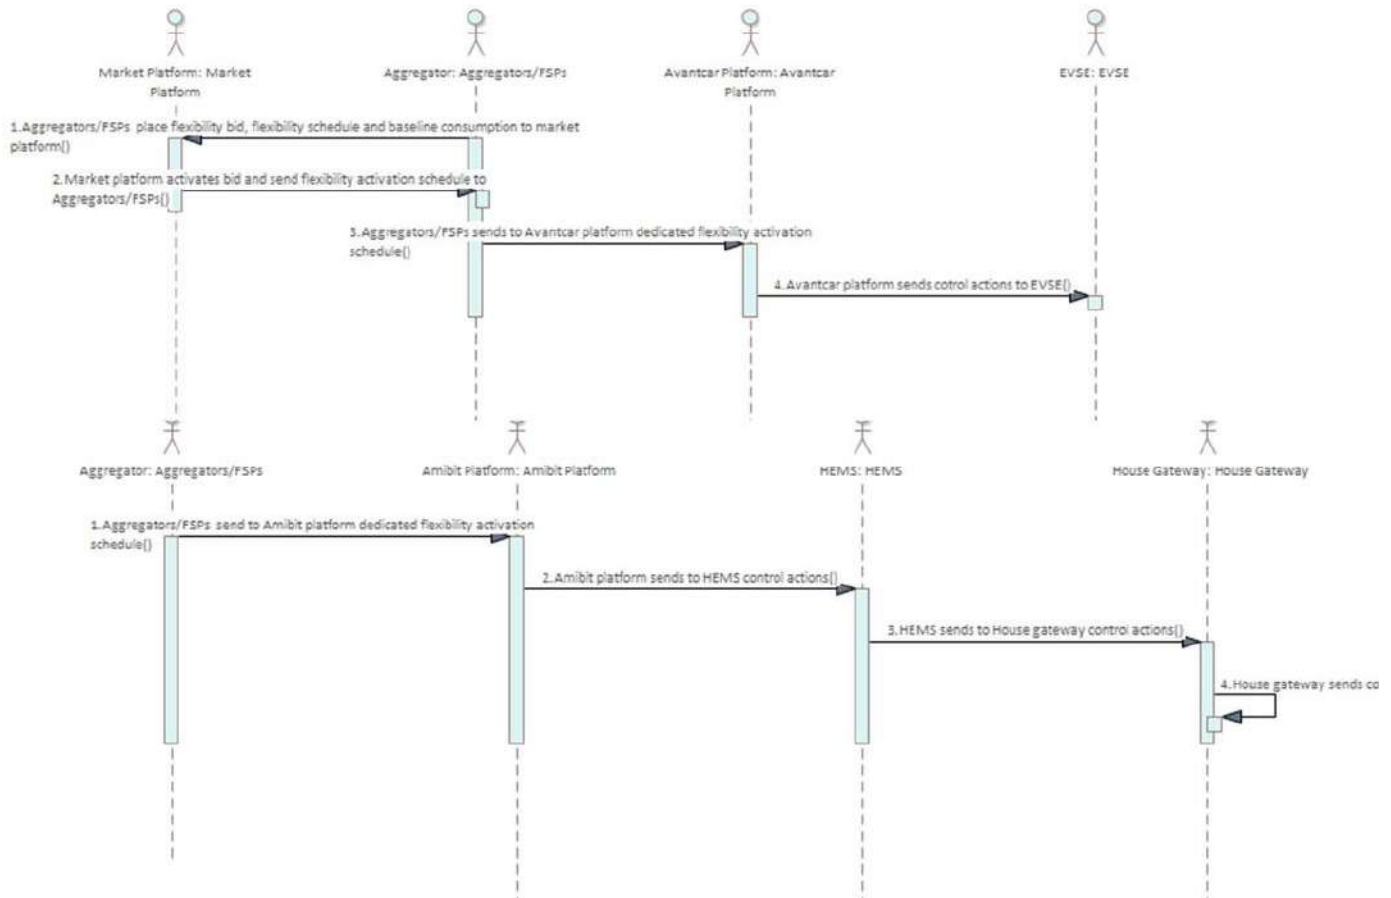 Market Platform: Market
Platform
Aggregator: Aggregators/FSPs
Avantcar Platform: Avantcar
Platform
EVSE: EVSE
1.Aggregators/FSPs place flexibility bid, flexibility schedule and baseline consumption to market
platform()
2.Market platform activates bid and send flexibility activation schedule to
Aggregators/FSPs()
3.Aggregators/FSPs sends to Avantcar platform dedicated flexibility activation
schedule()
4.Avantcar platform sends cotrol actions to EVSE()
Aggregator: Aggregators/FSPs
Amibit Platform: Amibit Platform
HEMS: HEMS
House Gateway: House Gateway
1.Aggregators/FSPs send to Amibit platform dedicated flexibility activation
schedule()
2.Amibit platform sends to HEMS control actions()
3.HEMS sends to House gateway control actions()
4.House gateway sends co